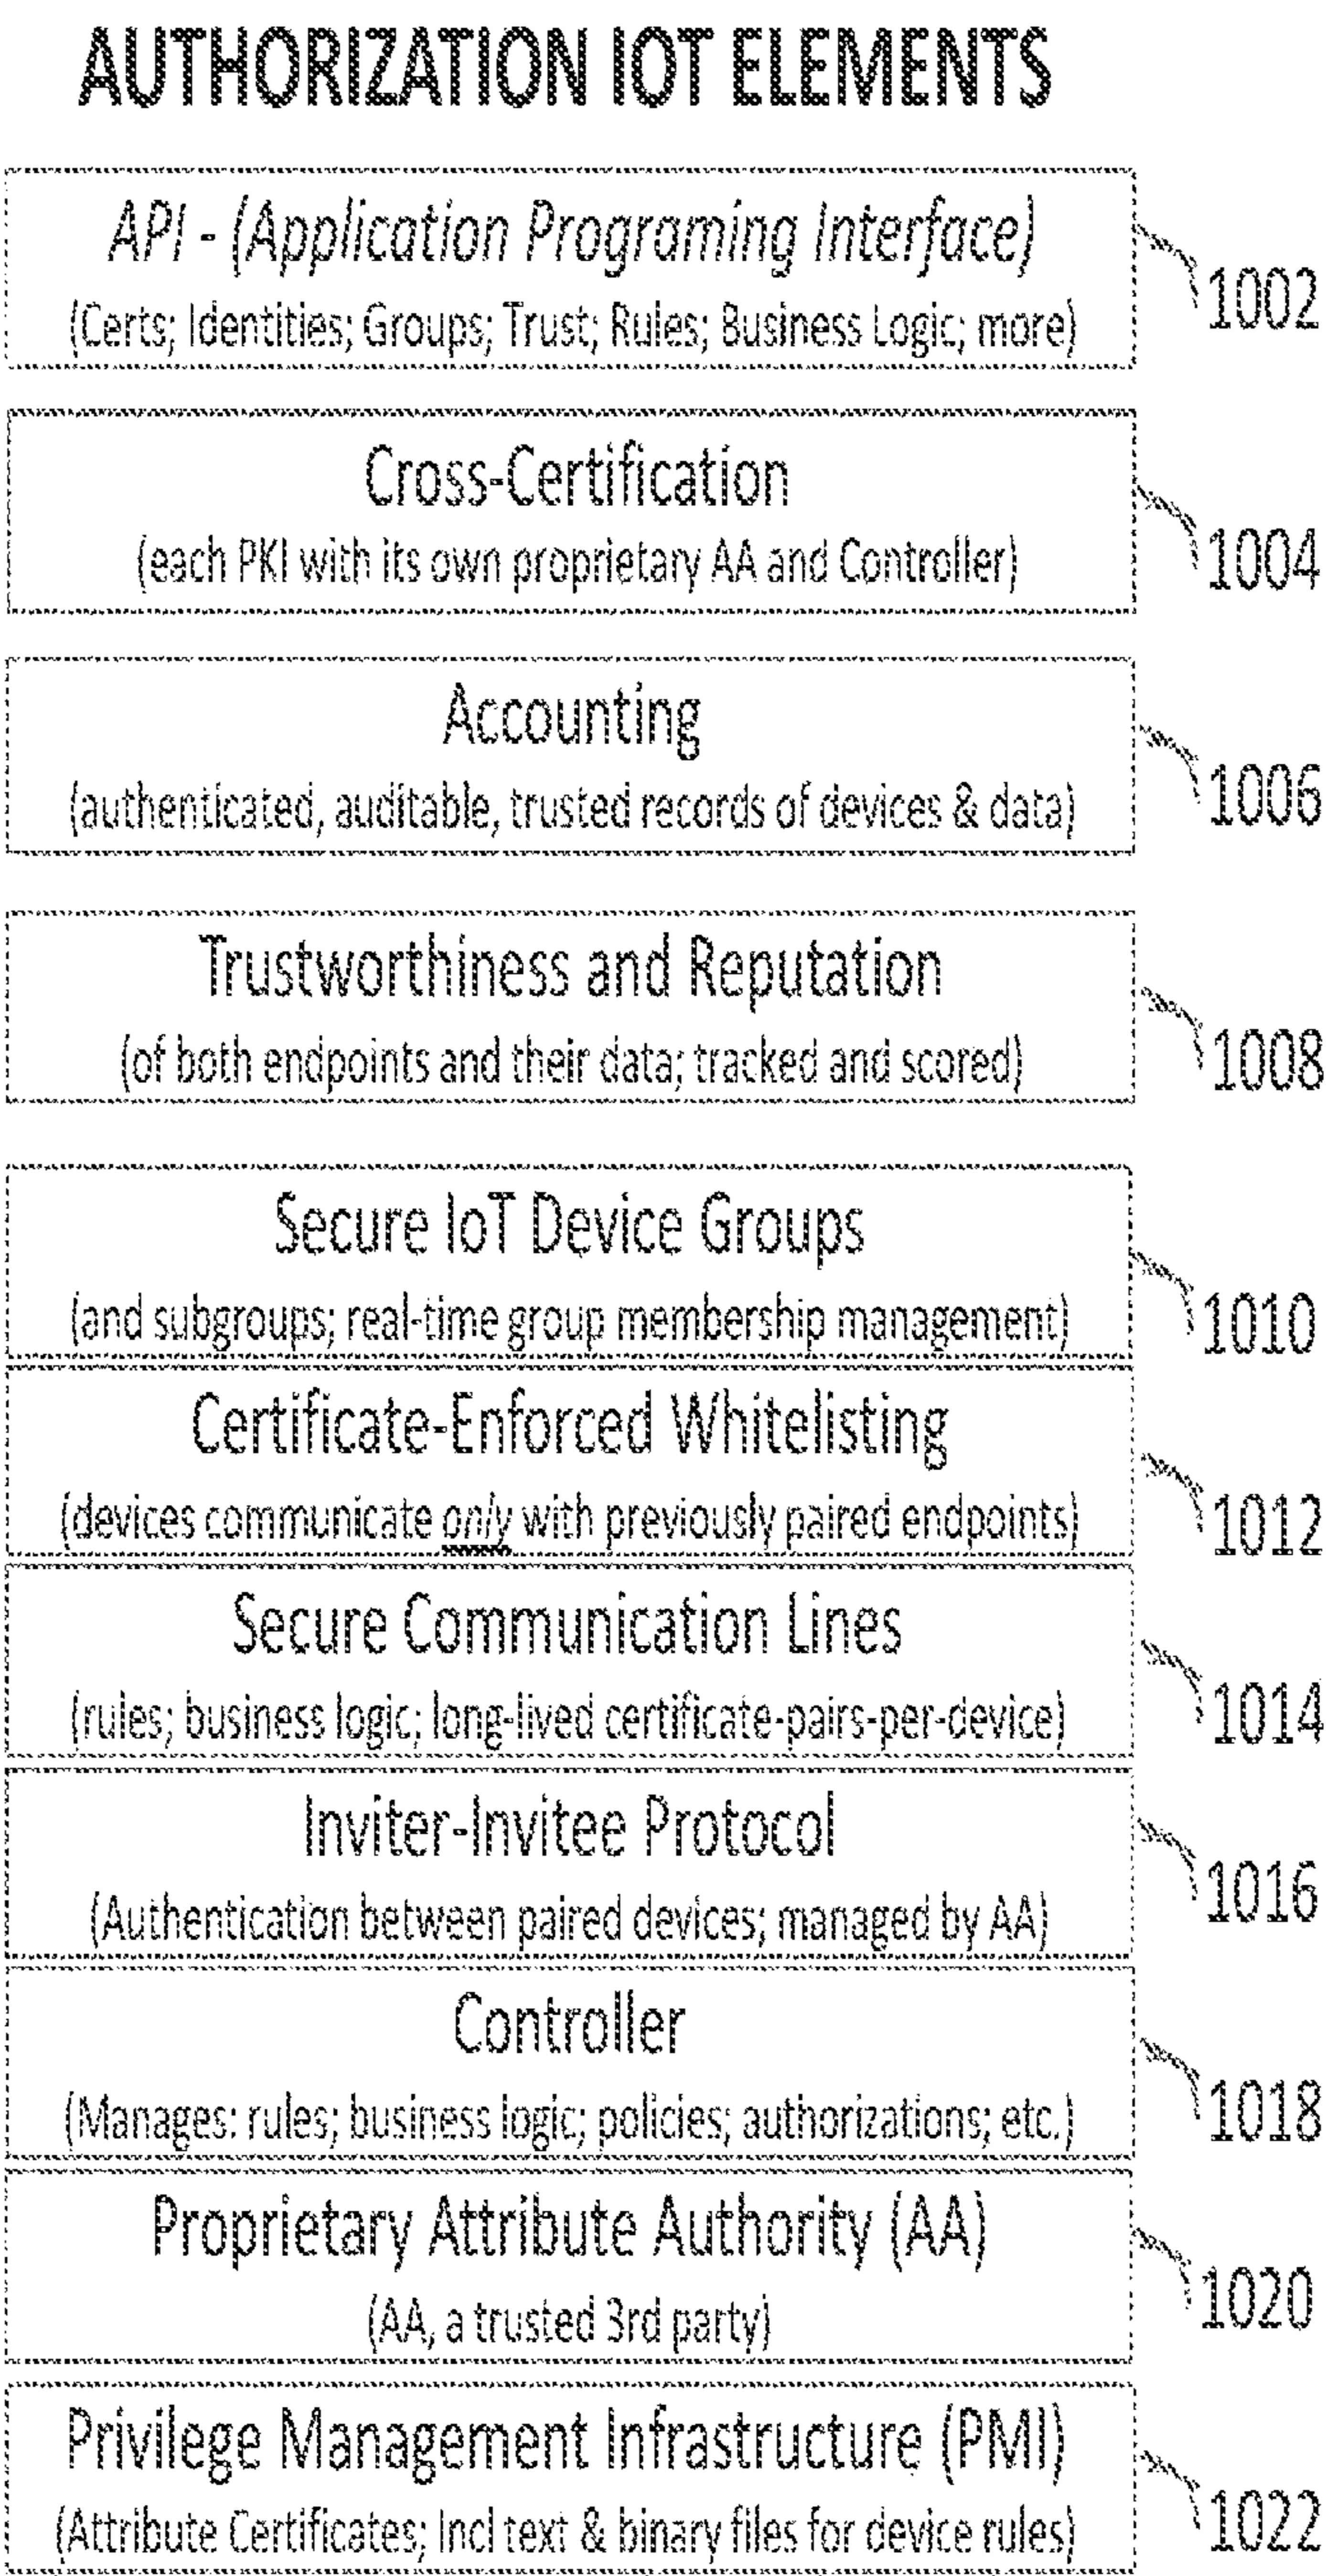 AUTHORIZATION IOT ELEMENTS
API - (Application Programing Interface)
(Certs; Identities; Groups; Trust; Rules; Business Logic; more)
1002
Cross-Certification
(each PKI with its own proprietary AA and Controller)
1004
Accounting
(authenticated, auditable, trusted records of devices & data)
1006
Trustworthiness and Reputation
(of both endpoints and their data; tracked and scored)
1008
Secure IoT Device Groups
(and subgroups; real-time group membership management)
1010
Certificate-Enforced Whitelisting
(devices communicate only with previously paired endpoints)
1012
Secure Communication Lines
(rules; business logic; long-lived certificate-pairs-per-device)
1014
Inviter-Invitee Protocol
(Authentication between paired devices; managed by AA)
1016
Controller
(Manages: rules; business logic; policies; authorizations; etc.)
1018
Proprietary Attribute Authority (AA)
(AA, a trusted 3rd party)
1020
Privilege Management Infrastructure (PMI)
(Attribute Certificates; Incl text & binary files for device rules)
1022